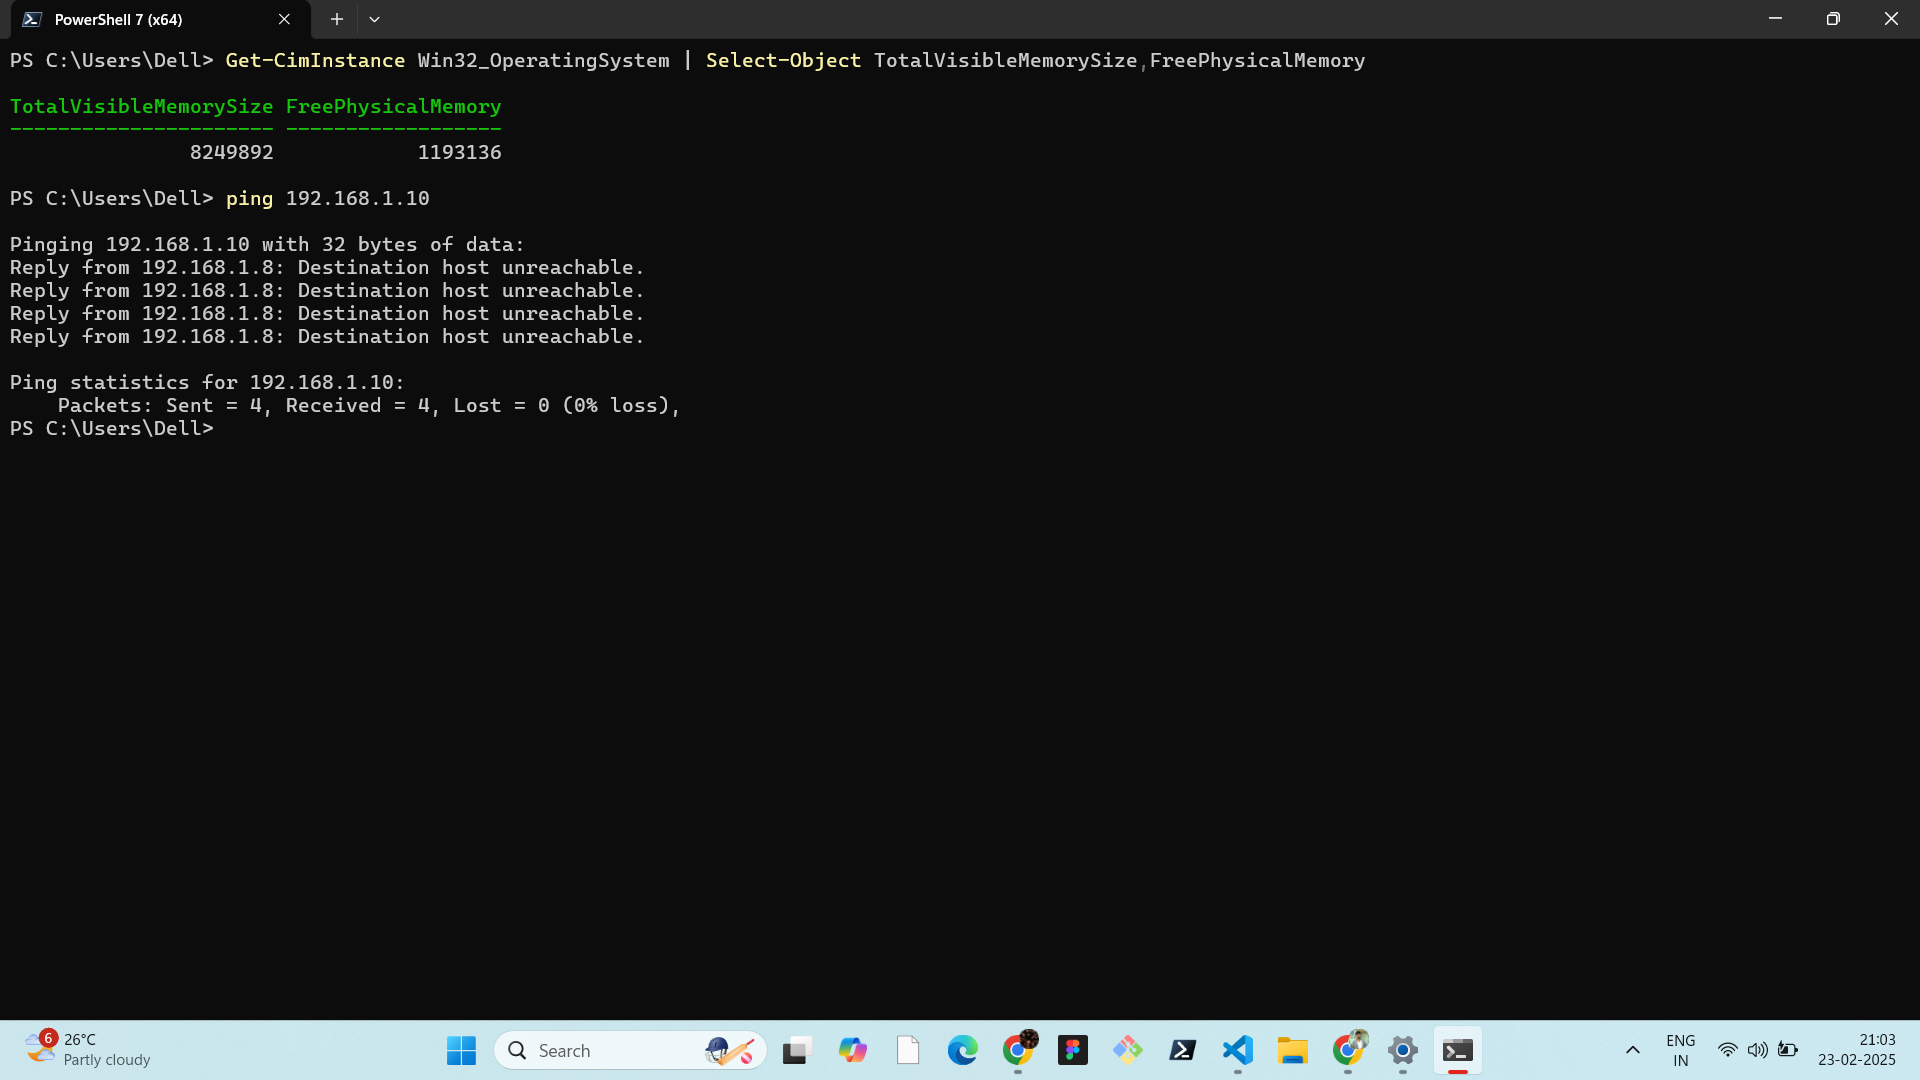 PowerShell 7 (x64)
PS C:\Users\Dell> Get-CimInstance Win32_OperatingSystem | Select-Object TotalVisibleMemorySize,FreePhysicalMemory
TotalVisibleMemorySize FreePhysicalMemory
---------------------- ------------------
8249892 1193136
PS C:\Users\Dell> ping 192.168.1.10
Pinging 192.168.1.10 with 32 bytes of data:
Reply from 192.168.1.8: Destination host unreachable.
Reply from 192.168.1.8: Destination host unreachable.
Reply from 192.168.1.8: Destination host unreachable.
Reply from 192.168.1.8: Destination host unreachable.
Ping statistics for 192.168.1.10:
Packets: Sent = 4, Received = 4, Lost = 0 (0% loss),
PS C:\Users\Dell>
6
26°C
Partly cloudy
Search
ENG
IN
21:03
23-02-2025